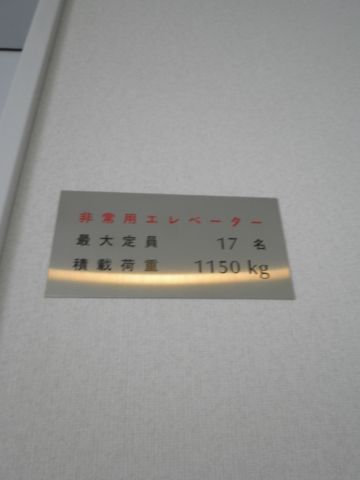 非常用エレベーター
最大定員 17 名
積載荷重 1150 kg